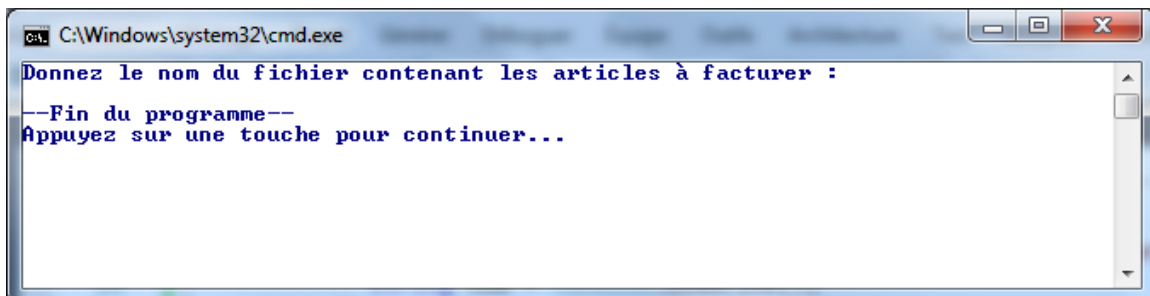 C:\Windows\system32\cmd.exe
Donnez le nom du fichier contenant les articles à facturer :
--Fin du programme--
Appuyez sur une touche pour continuer...